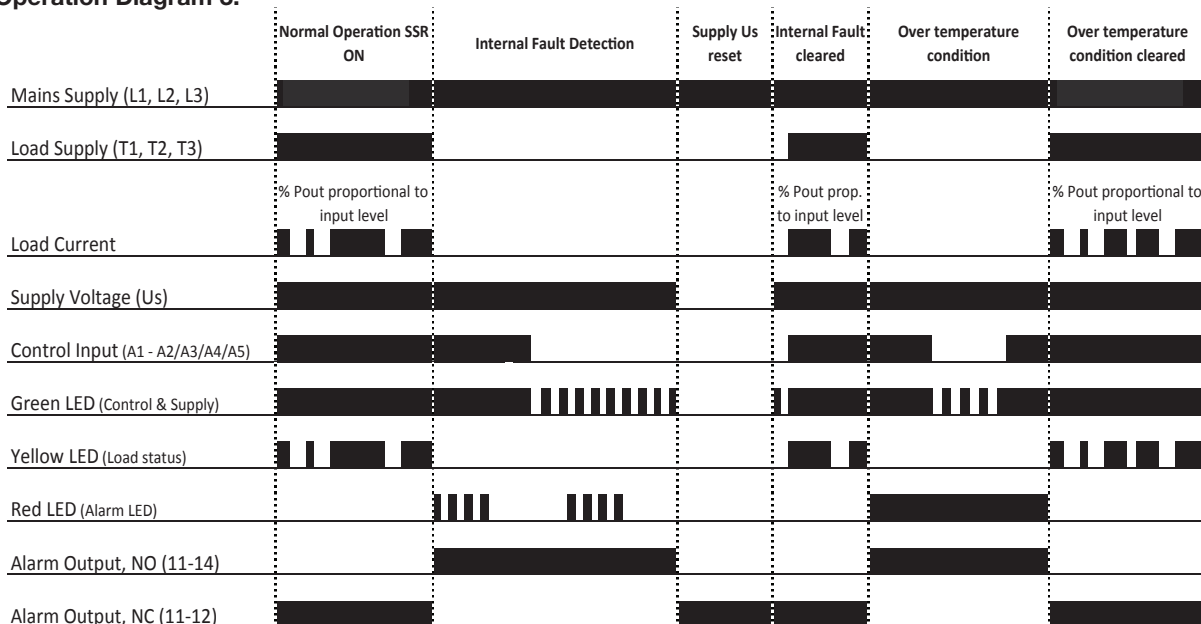 Operation Diagram 3:
Normal Operation SSR ON
Internal Fault Detection
Supply Us reset
Internal Fault cleared
Over temperature condition
Over temperature condition cleared
Mains Supply (L1, L2, L3)
Load Supply (T1, T2, T3)
% Pout proportional to input level
% Pout prop. to input level
% Pout proportional to input level
Load Current
Supply Voltage (Us)
Control Input (A1 - A2/A3/A4/A5)
Green LED (Control & Supply)
Yellow LED (Load status)
Red LED (Alarm LED)
Alarm Output, NO (11-14)
Alarm Output, NC (11-12)